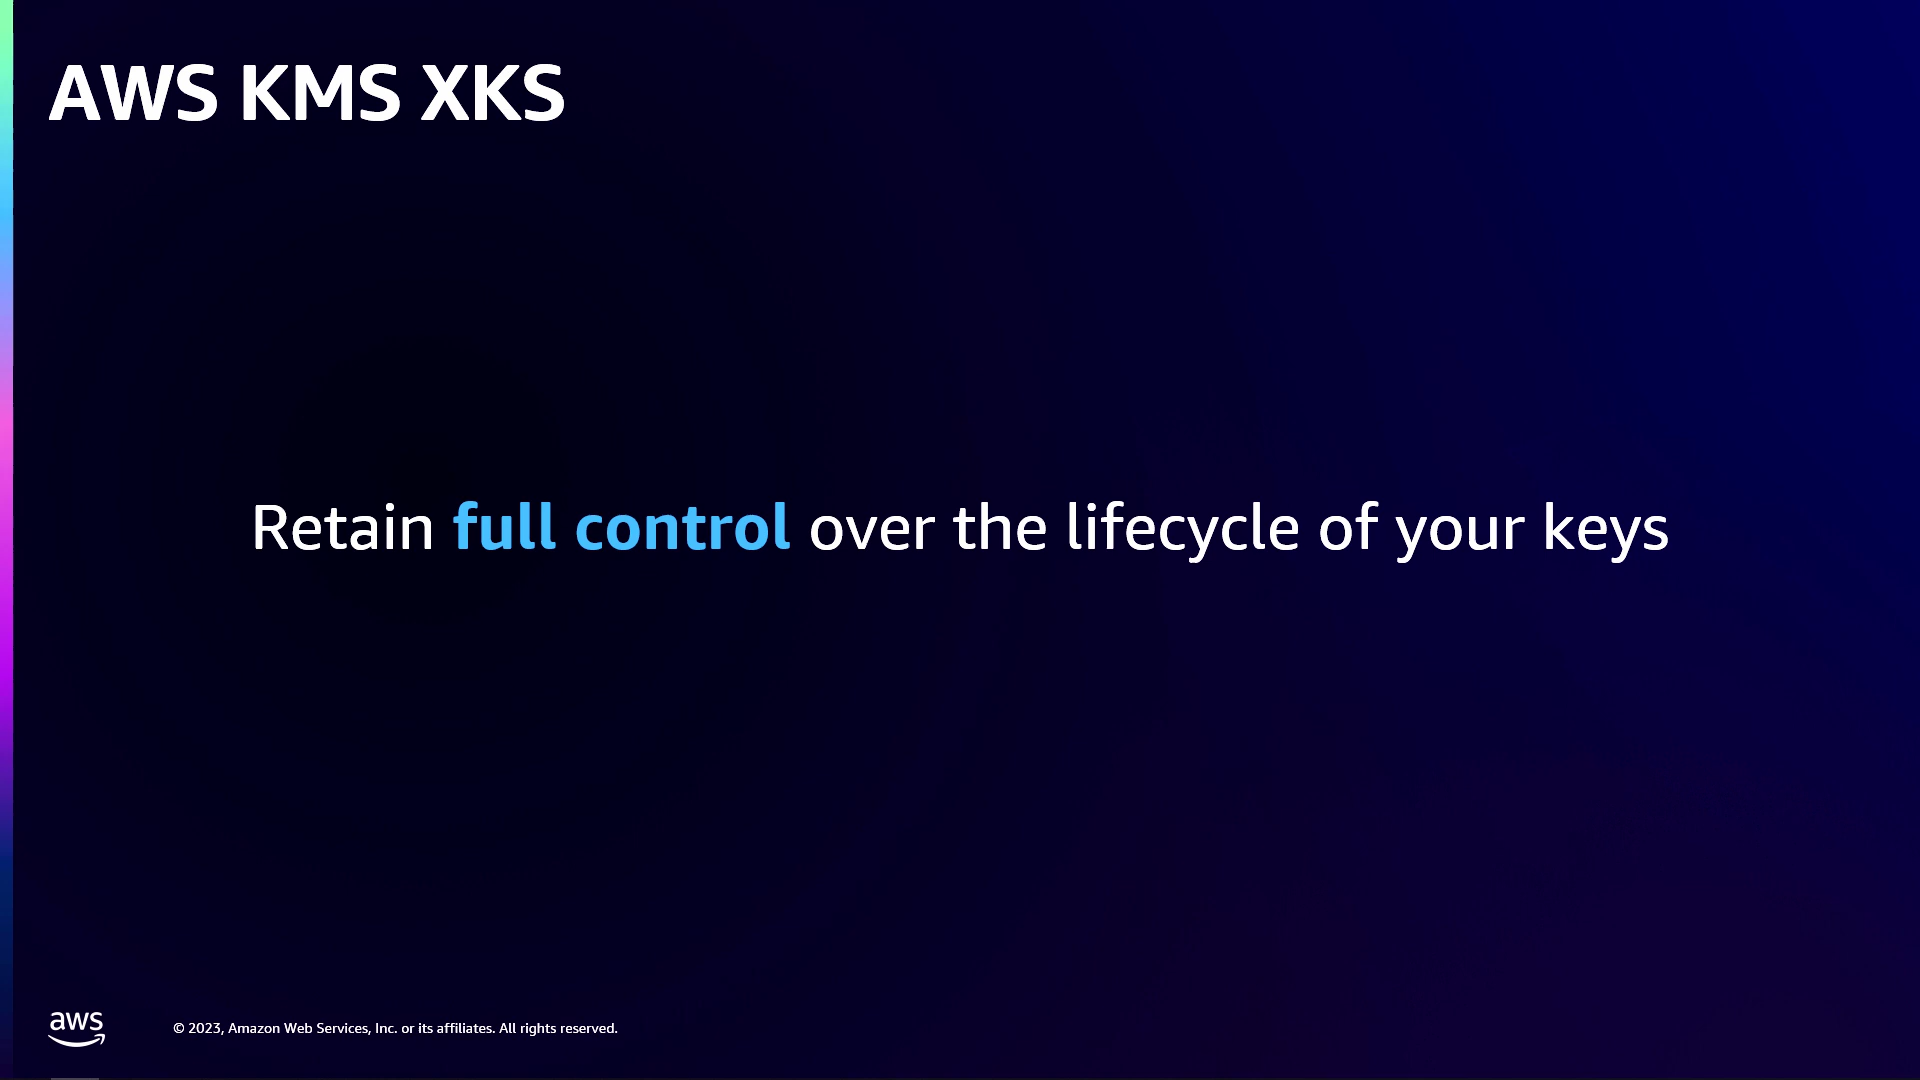 AWS KMS XKS
Retain full control over the lifecycle of your keys
aws
© 2023, Amazon Web Services, Inc. or its affiliates. All rights reserved.